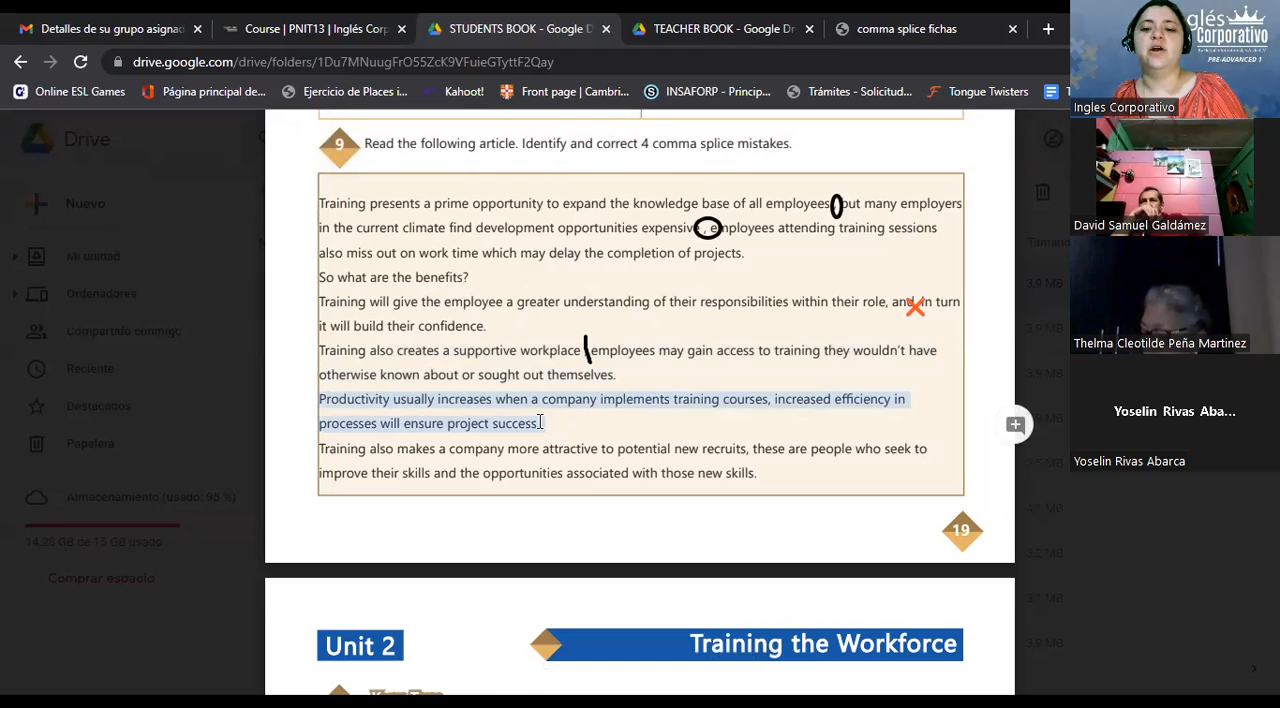 Detalles de su grupo asignad
Course | PNIT13 | Inglés Corp
STUDENTS BOOK - Google D
TEACHER BOOK - Google Dr
comma splice fichas
drive.google.com/drive/folders/1Du7MNuugFrO55ZcK9VFuieGTyttF2Qay
Online ESL Games
Página principal de...
Ejercicio de Places i...
Kahoot!
Front page | Cambri...
INSAFORP - Princip...
Trámites - Solicitud...
Tongue Twisters
glés
Corporativo
PRE-ADVANCED 1
Ingles Corporativo
David Samuel Galdámez
Thelma Cleotilde Peña Martinez
Yoselin Rivas Aba...
Yoselin Rivas Abarca
Drive
Nuevo
Mi unidad
Ordenadores
Compartido conmigo
Reciente
Destacados
Papelera
Almacenamiento (usado: 95 %)
14.28 GB de 15 GB usado
Comprar espacio
9 Read the following article. Identify and correct 4 comma splice mistakes.
Training presents a prime opportunity to expand the knowledge base of all employees, but many employers
in the current climate find development opportunities expensive, employees attending training sessions
also miss out on work time which may delay the completion of projects.
So what are the benefits?
Training will give the employee a greater understanding of their responsibilities within their role, and in turn
it will build their confidence.
Training also creates a supportive workplace employees may gain access to training they wouldn't have
otherwise known about or sought out themselves.
Productivity usually increases when a company implements training courses, increased efficiency in
processes will ensure project success.
Training also makes a company more attractive to potential new recruits, these are people who seek to
improve their skills and the opportunities associated with those new skills.
19
Unit 2
Training the Workforce